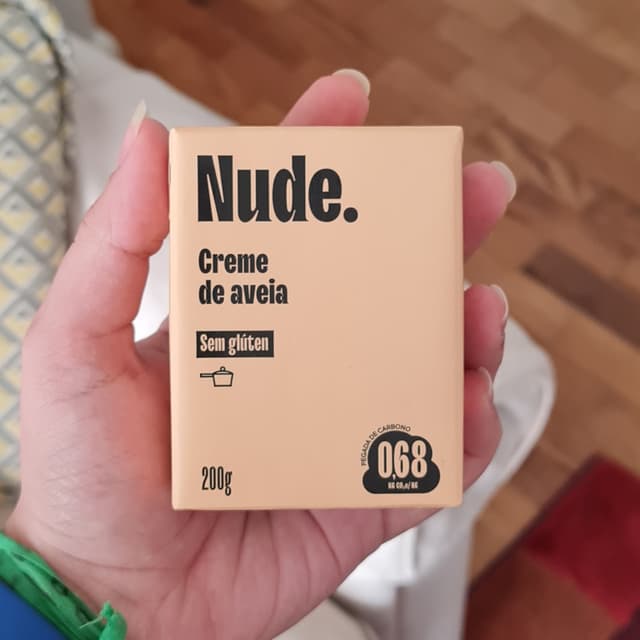 Nude.
Creme
de aveia
Sem glúten
200g
PEGADA DE CARBONO
0,68
KG CO₂e/KG